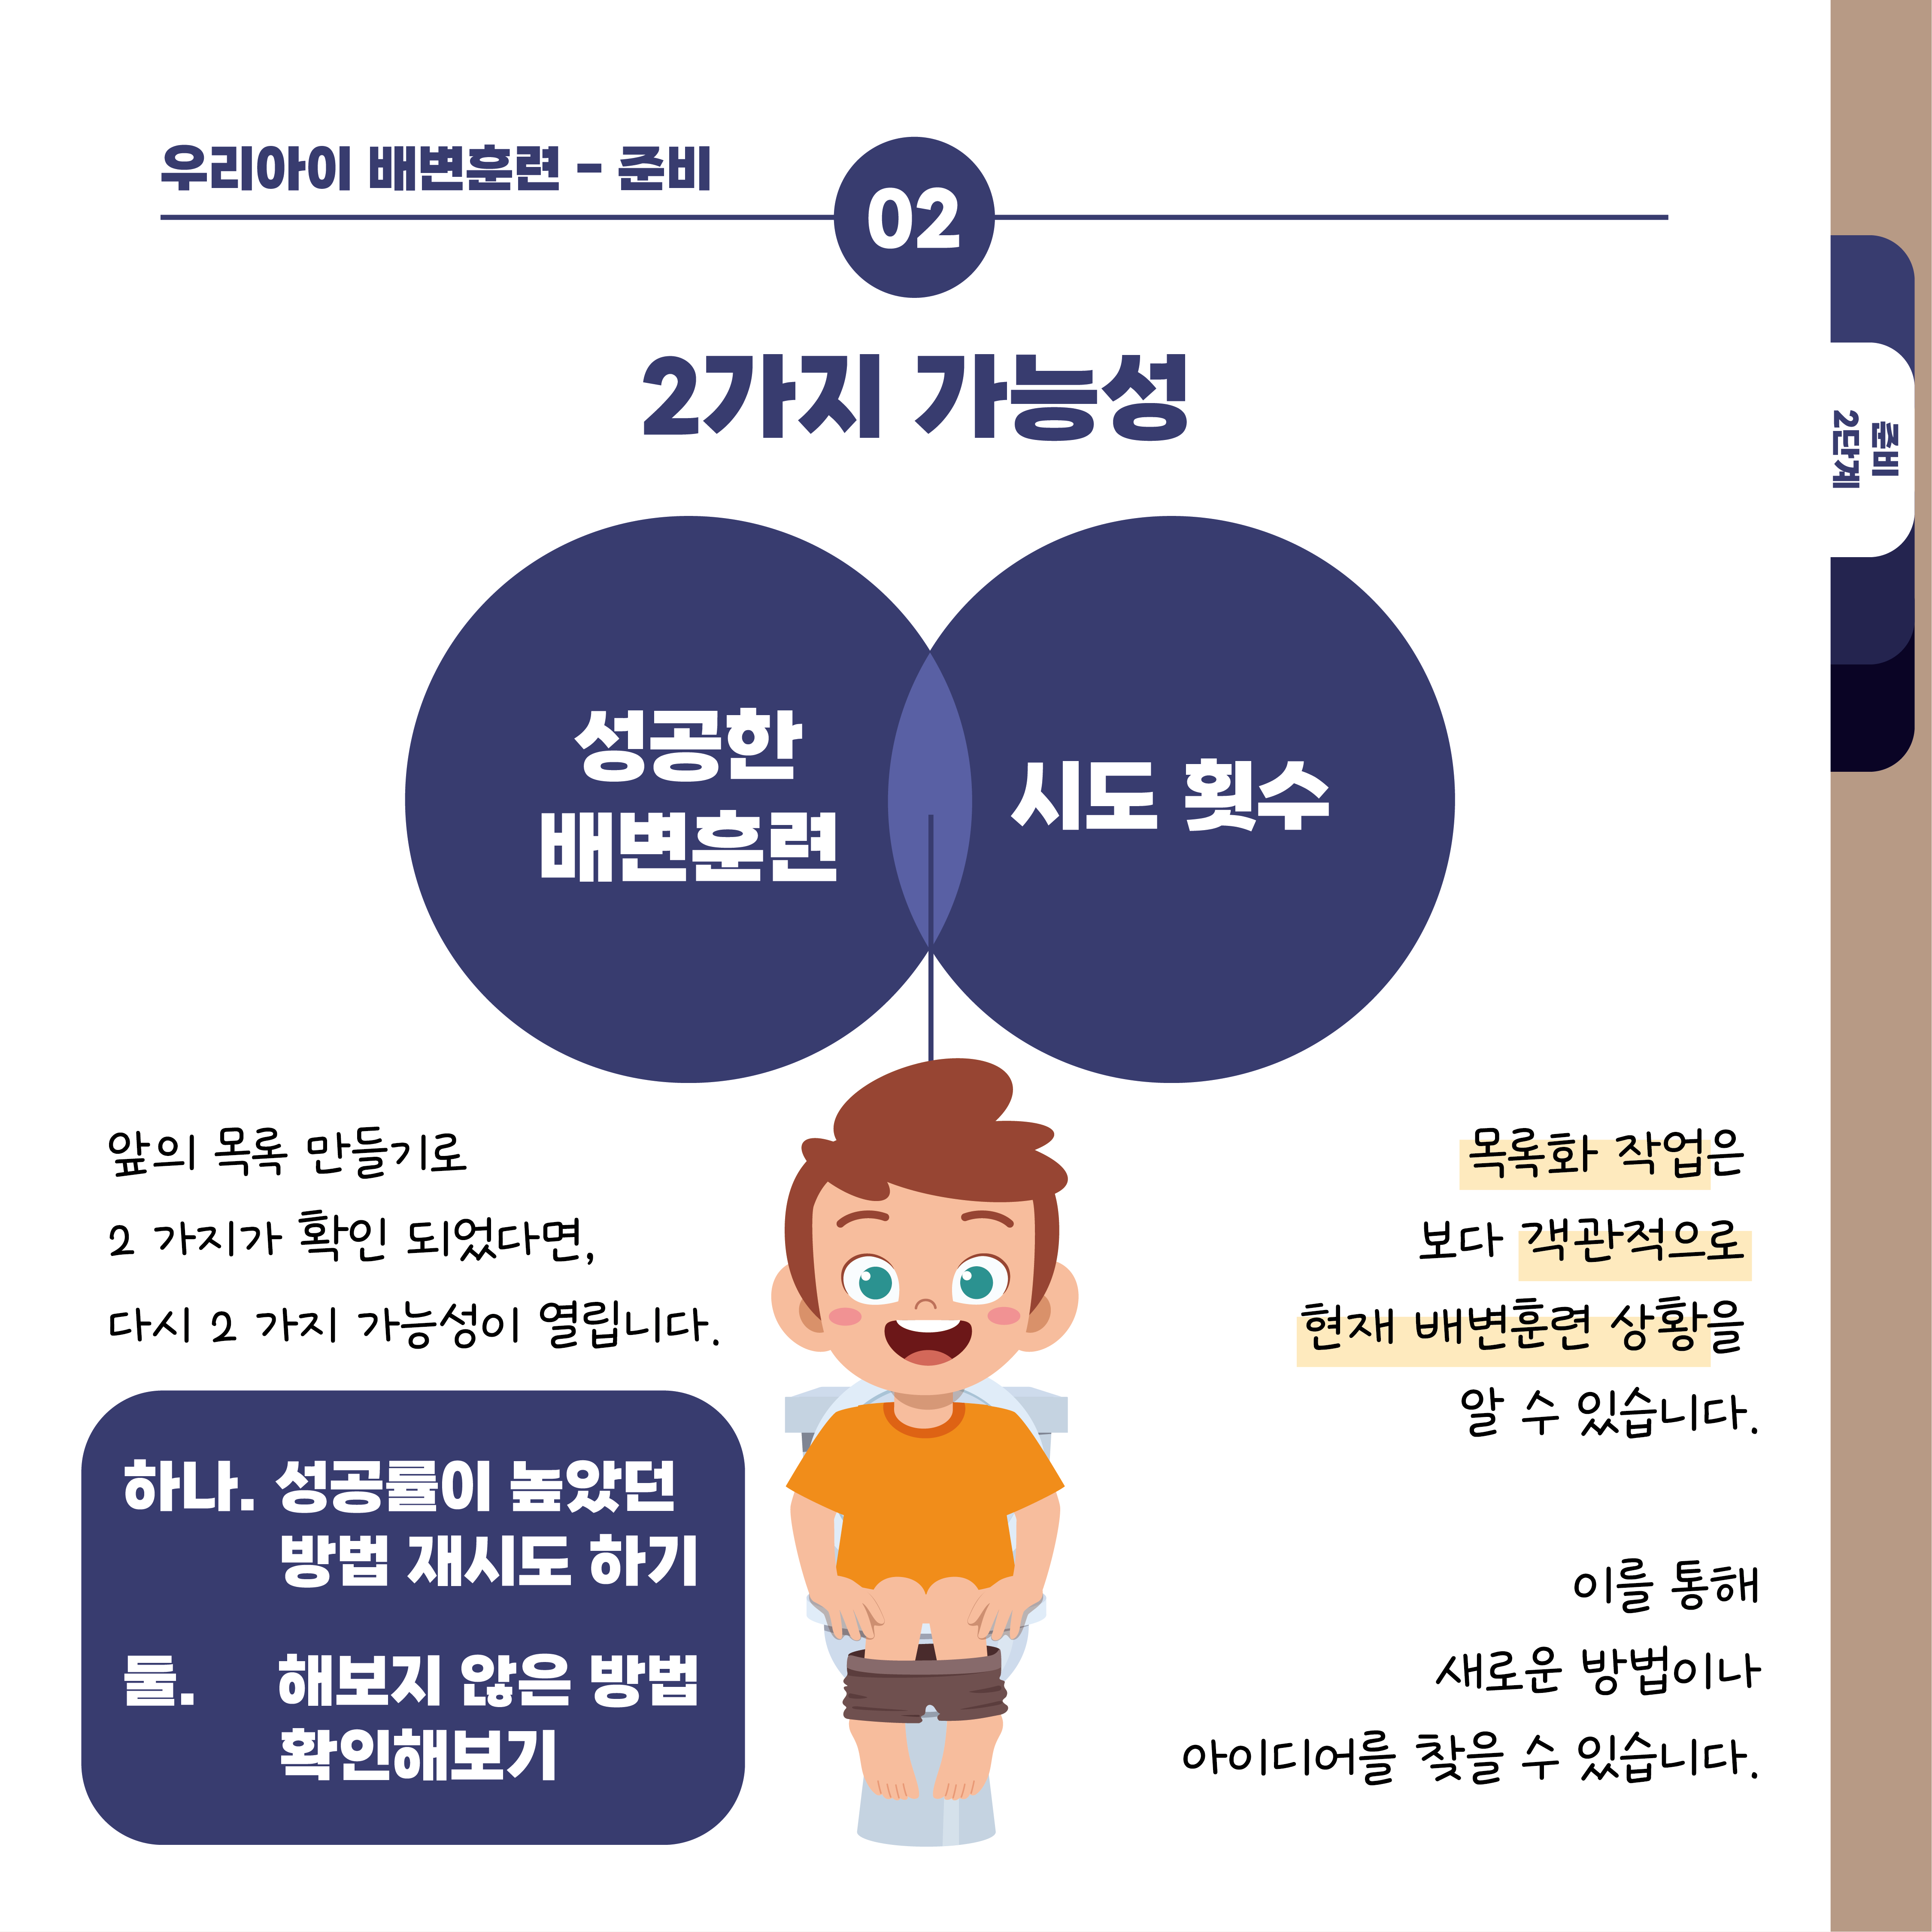 우리아이 배변훈련 - 준비
02
2가지 가능성
준비
2단계
성공한
배변훈련
시도 횟수
앞의 목록 만들기로
2 가지가 확인 되었다면,
다시 2 가지 가능성이 열립니다.
하나. 성공률이 높았던
방법 재시도 하기
둘. 해보지 않은 방법
확인해보기
목록화 작업은
보다 객관적으로
현재 배변훈련 상황을
알 수 있습니다.
이를 통해
새로운 방법이나
아이디어를 찾을 수 있습니다.